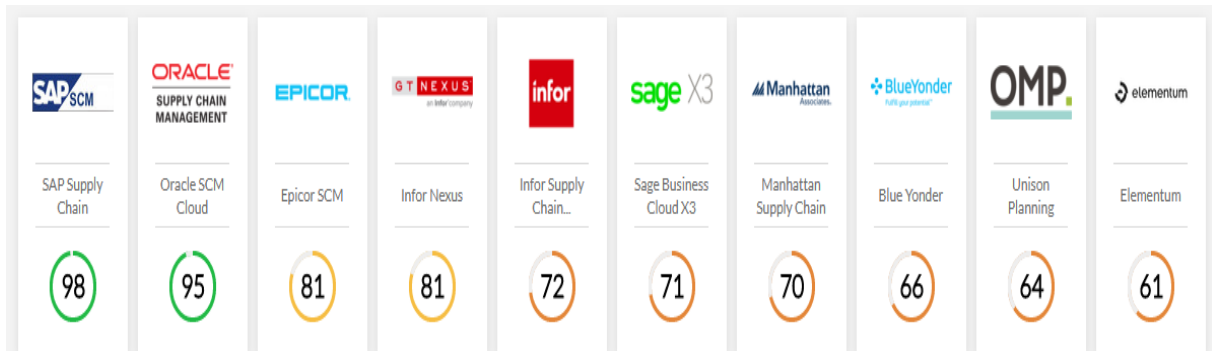 SAP SCM
ORACLE
SUPPLY CHAIN
MANAGEMENT
EPICOR
GT NEXUS
an infor company
infor
sage X3
Manhattan
Associates.
BlueYonder
Fulfill your potential™
OMP.
elementum
SAP Supply
Chain
Oracle SCM
Cloud
Epicor SCM
Infor Nexus
Infor Supply
Chain...
Sage Business
Cloud X3
Manhattan
Supply Chain
Blue Yonder
Unison
Planning
Elementum
98
95
81
81
72
71
70
66
64
61